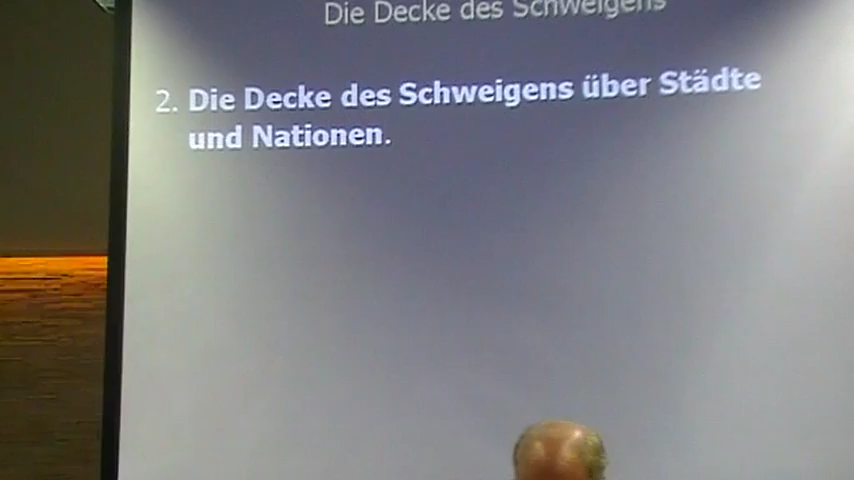 Die Decke des Schweigens
2. Die Decke des Schweigens über Städte
und Nationen.